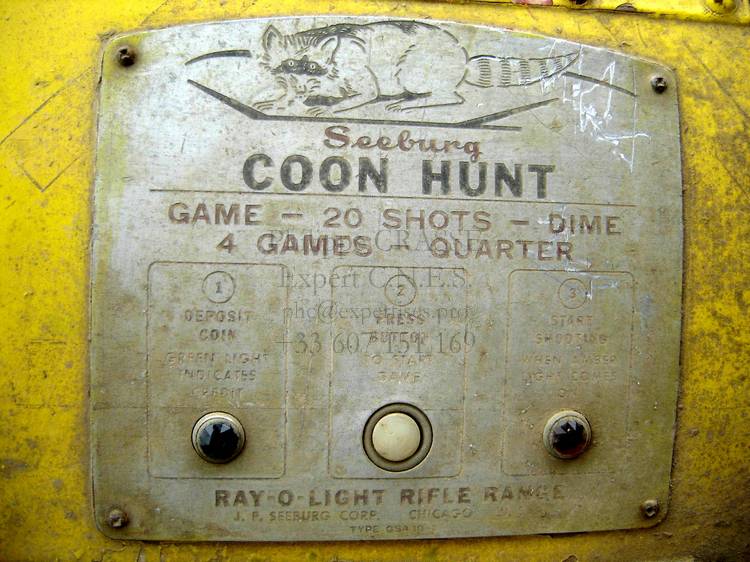 Seeburg
COON HUNT
GAME - 20 SHOTS - DIME
4 GAMES QUARTER
Expert C.N.E.S.
+33 607 151 169
1
DEPOSIT
COIN
GREEN LIGHT
INDICATES
CREDIT
2
PRESS
BUTTON
TO START
GAME
3
START
SHOOTING
WHEN AMBER
LIGHT COMES
ON
RAY-O-LIGHT RIFLE RANGE
J. P. SEEBURG CORP. CHICAGO